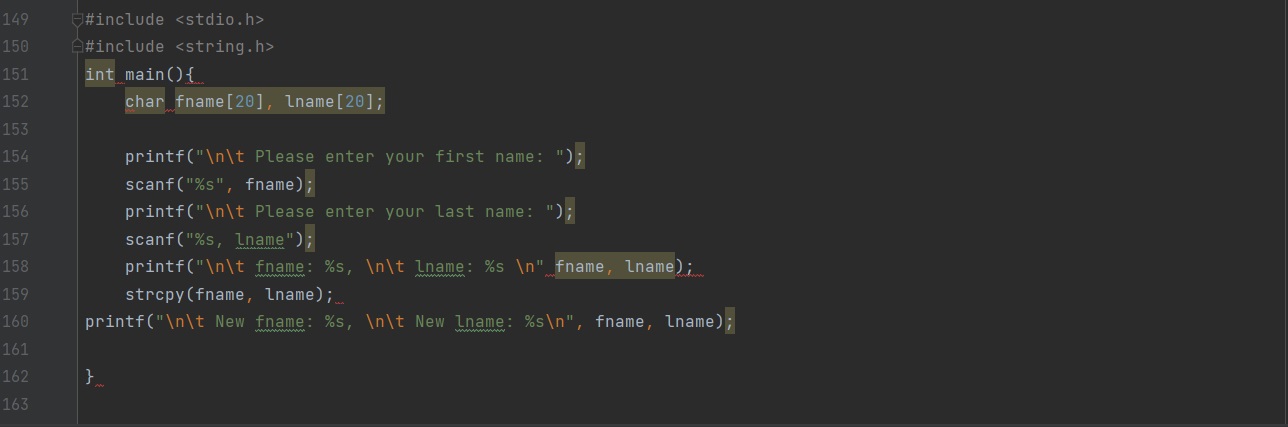 149 #include <stdio.h>
150 #include <string.h>
151 int main(){
152     char fname[20], lname[20];
153
154     printf("\n\t Please enter your first name: ");
155     scanf("%s", fname);
156     printf("\n\t Please enter your last name: ");
157     scanf("%s, lname");
158     printf("\n\t fname: %s, \n\t lname: %s \n" fname, lname);
159     strcpy(fname, lname);
160 printf("\n\t New fname: %s, \n\t New lname: %s\n", fname, lname);
161
162 }
163